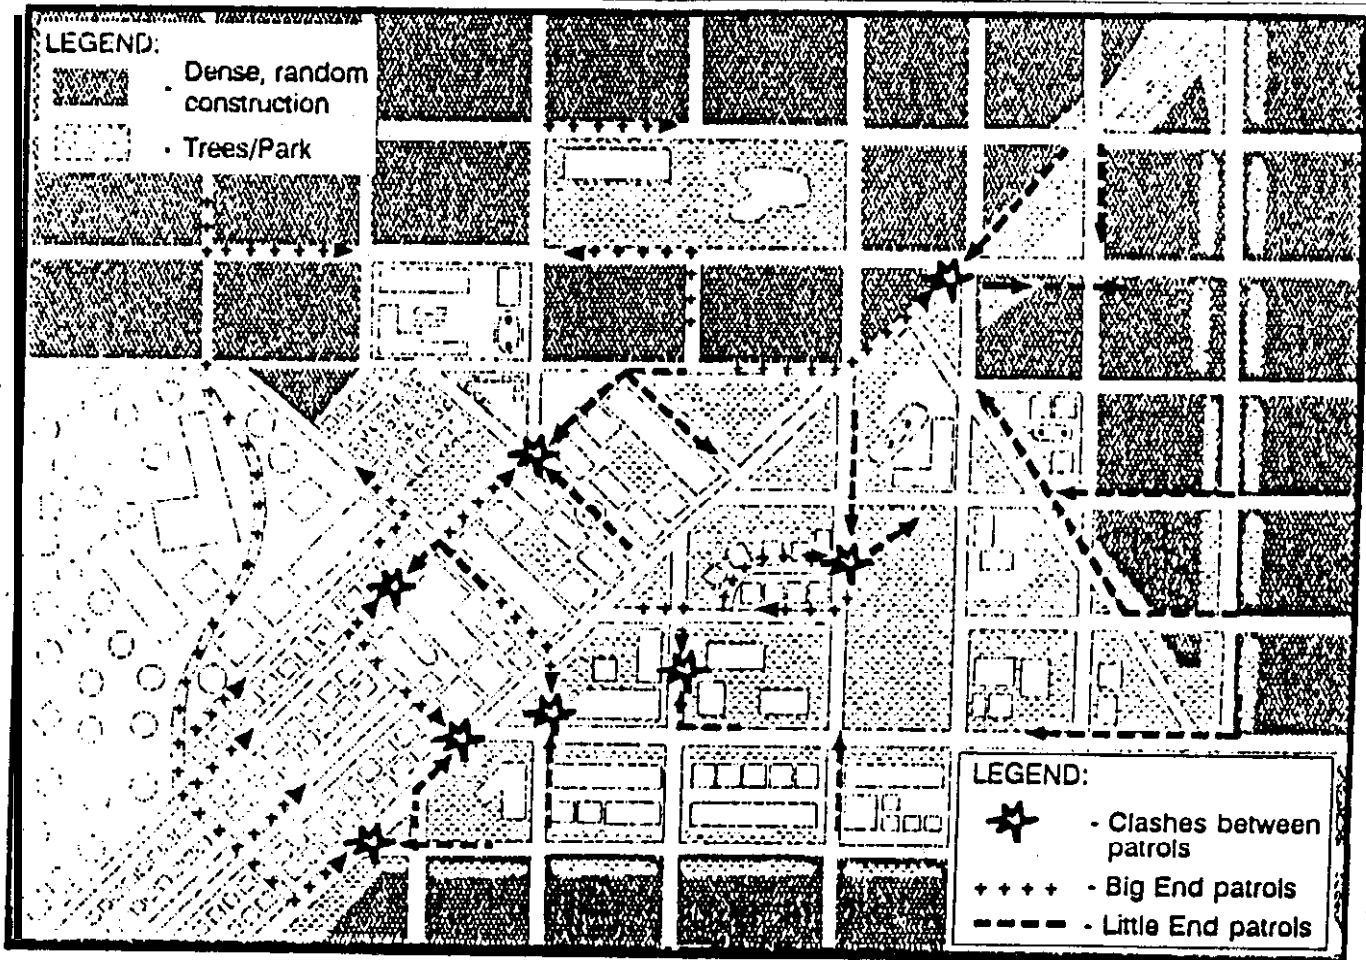 LEGEND:
- Dense, random
construction
- Trees/Park
LEGEND:
- Clashes between
patrols
- Big End patrols
- Little End patrols